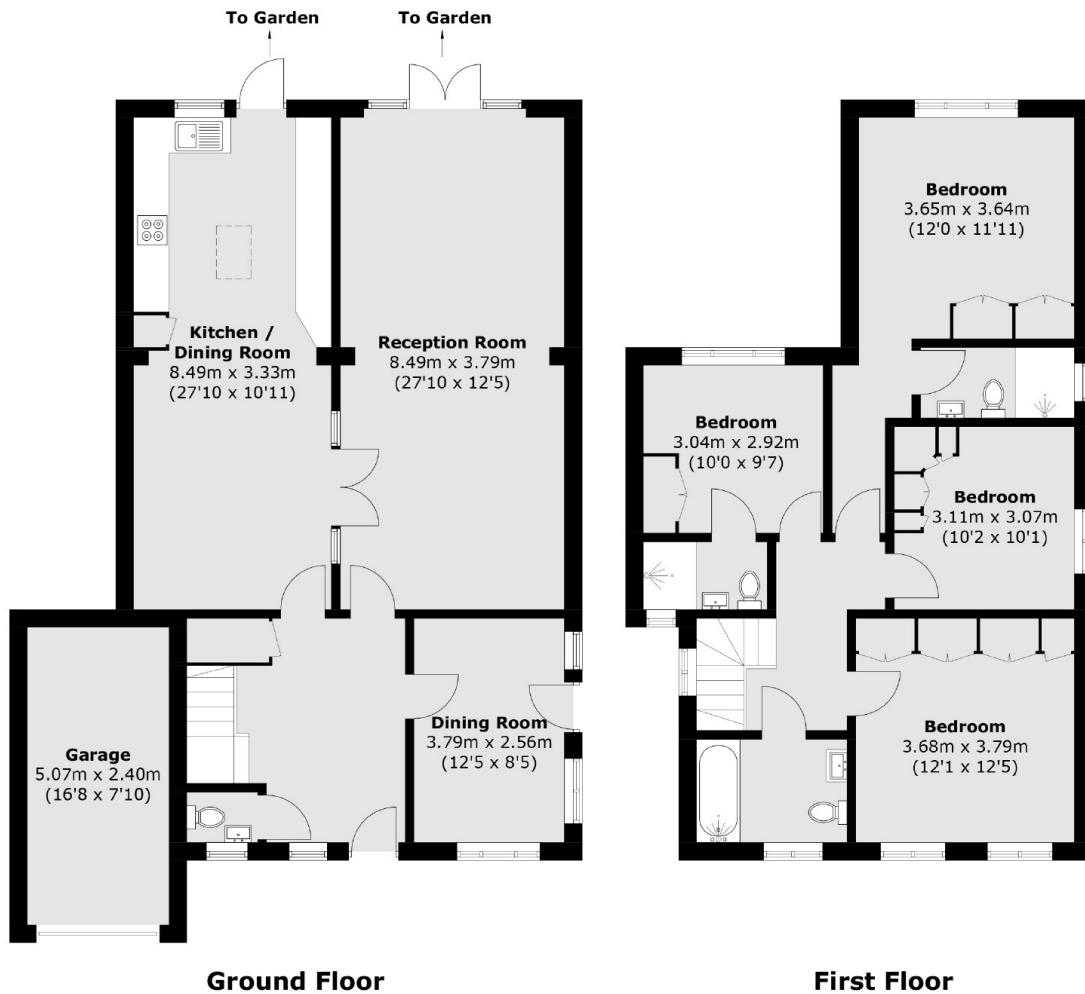 To Garden
To Garden
Kitchen /
Dining Room
8.49m x 3.33m
(27'10 x 10'11)
Reception Room
8.49m x 3.79m
(27'10 x 12'5)
Garage
5.07m x 2.40m
(16'8 x 7'10)
Dining Room
3.79m x 2.56m
(12'5 x 8'5)
Ground Floor
Bedroom
3.65m x 3.64m
(12'0 x 11'11)
Bedroom
3.04m x 2.92m
(10'0 x 9'7)
Bedroom
3.11m x 3.07m
(10'2 x 10'1)
Bedroom
3.68m x 3.79m
(12'1 x 12'5)
First Floor